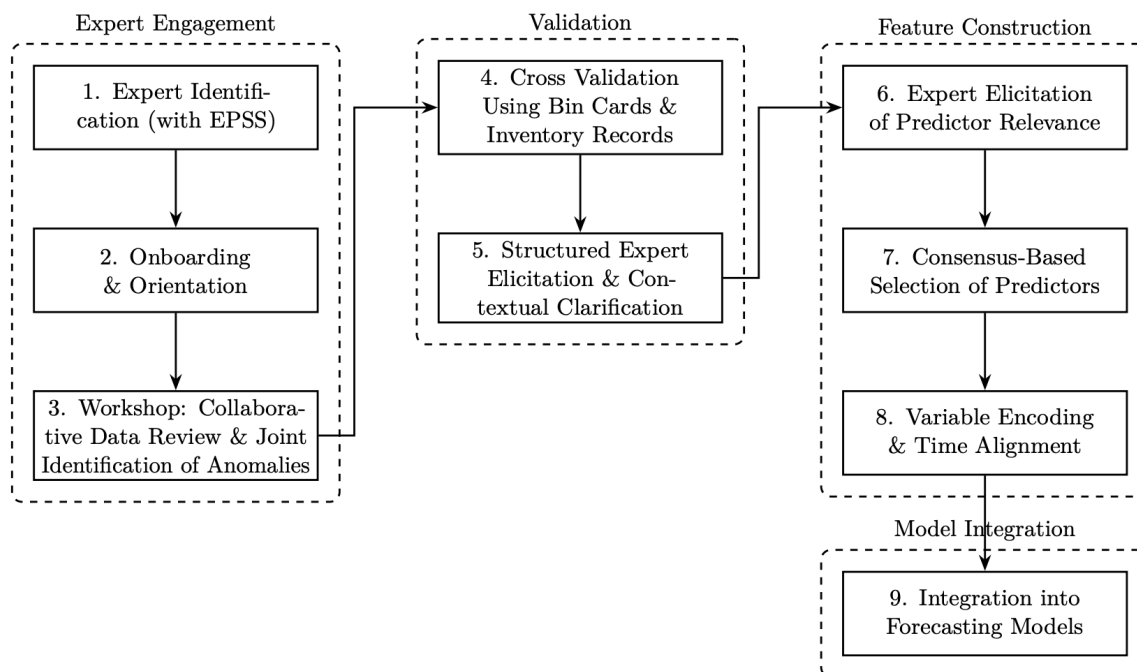 Expert Engagement
1. Expert Identifi-
cation (with EPSS)
2. Onboarding
& Orientation
3. Workshop: Collabora-
tive Data Review & Joint
Identification of Anomalies
Validation
4. Cross Validation
Using Bin Cards &
Inventory Records
5. Structured Expert
Elicitation & Con-
textual Clarification
Feature Construction
6. Expert Elicitation
of Predictor Relevance
7. Consensus-Based
Selection of Predictors
8. Variable Encoding
& Time Alignment
Model Integration
9. Integration into
Forecasting Models